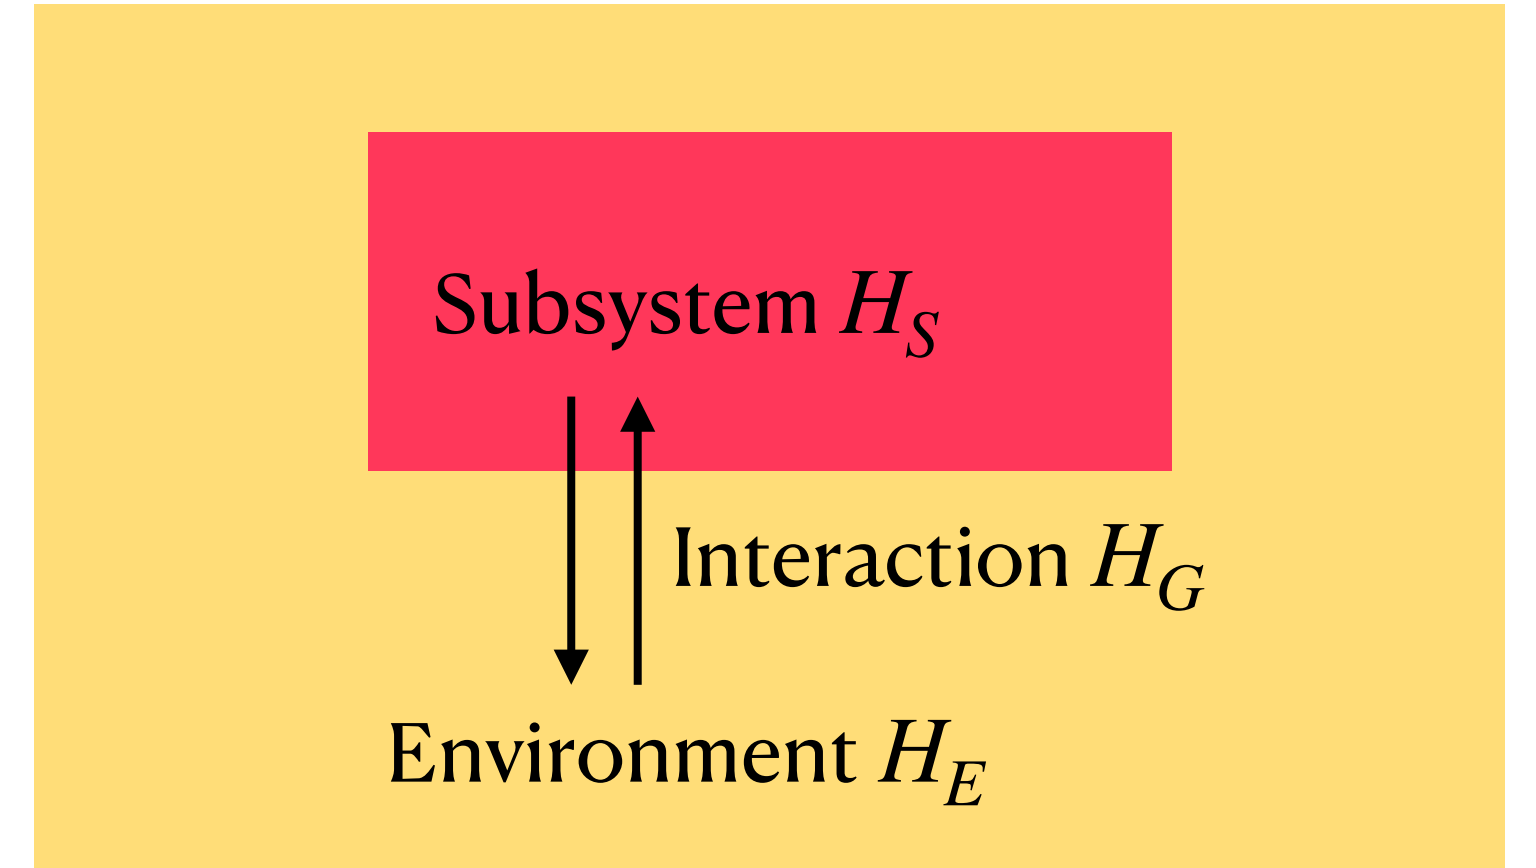 Subsystem H_S
Interaction H_G
Environment H_E